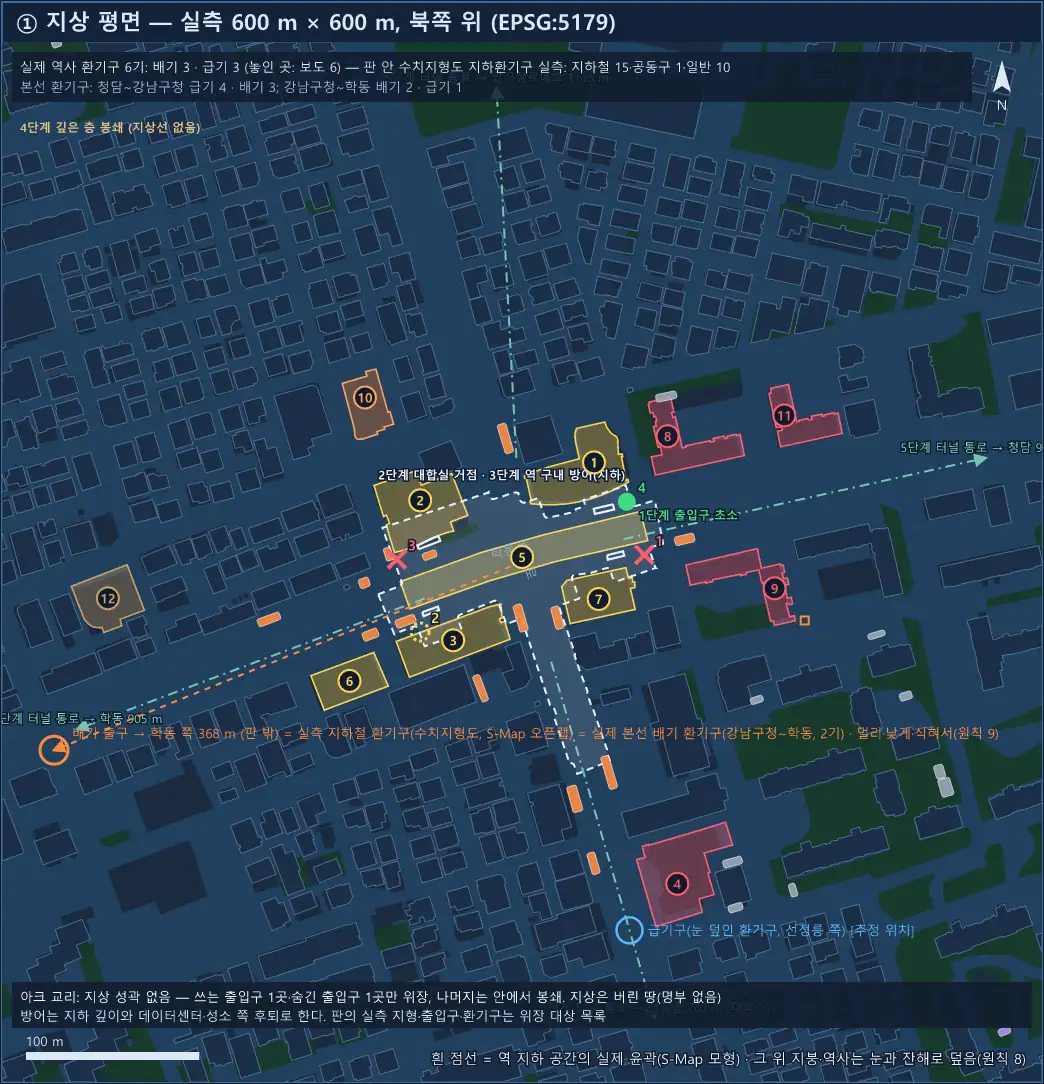 ① 지상 평면 — 실측 600 m × 600 m, 북쪽 위 (EPSG:5179)
실제 역사 환기구 6기: 배기 3 · 급기 3 (놓인 곳: 보도 6) — 판 안 수치지형도 지하환기구 실측: 지하철 15·공동구 1·일반 10
본선 환기구: 청담~강남구청 급기 4 · 배기 3; 강남구청~학동 배기 2 · 급기 1
N
4단계 깊은 층 봉쇄 (지상선 없음)
10
11
8
5단계 터널 통로 → 청담 9
1
2단계 대합실 거점 · 3단계 역 구내 방어(지하)
2
4
1단계 출입구 초소
3
1
5
9
12
7
2
3
6
단계 터널 통로 → 학동 905 m
배기 출구 → 학동 쪽 368 m (판 밖) = 실측 지하철 환기구(수치지형도, S-Map 오픈랩) = 실제 본선 배기 환기구(강남구청~학동, 2기) · 멀리·낮게·식혀서(원칙 9)
4
급기구(눈 덮인 환기구, 선정릉 쪽) [추정 위치]
아크 교리: 지상 성곽 없음 — 쓰는 출입구 1곳·숨긴 출입구 1곳만 위장, 나머지는 안에서 봉쇄. 지상은 버린 땅(명부 없음)
방어는 지하 깊이와 데이터센터·성소 쪽 후퇴로 한다. 판의 실측 지형·출입구·환기구는 위장 대상 목록
100 m
흰 점선 = 역 지하 공간의 실제 윤곽(S-Map 모형) · 그 위 지붕·역사는 눈과 잔해로 덮음(원칙 8)